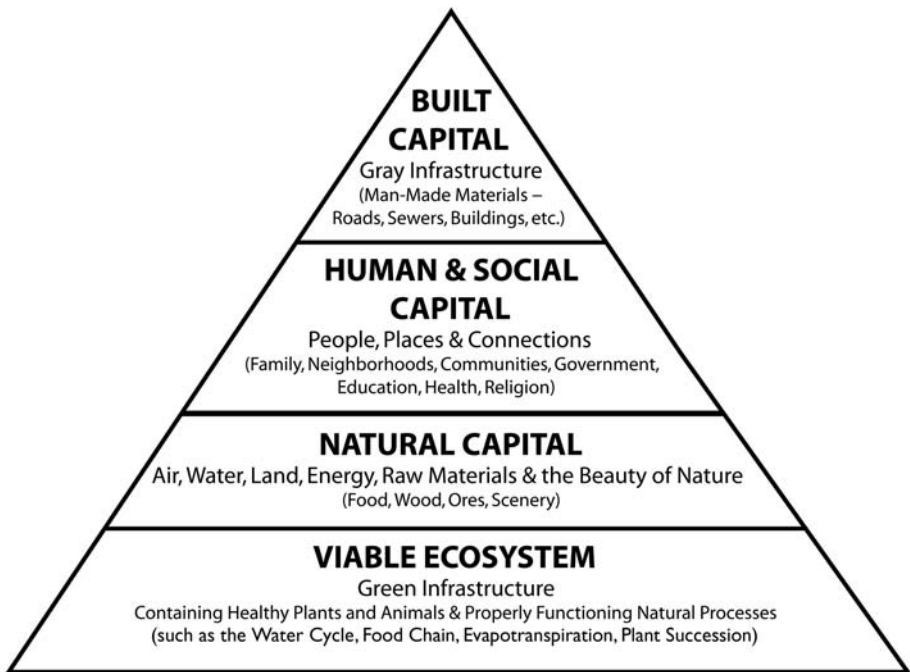 BUILT
CAPITAL
Gray Infrastructure
(Man-Made Materials –
Roads, Sewers, Buildings, etc.)
HUMAN & SOCIAL
CAPITAL
People, Places & Connections
(Family, Neighborhoods, Communities, Government,
Education, Health, Religion)
NATURAL CAPITAL
Air, Water, Land, Energy, Raw Materials & the Beauty of Nature
(Food, Wood, Ores, Scenery)
VIABLE ECOSYSTEM
Green Infrastructure
Containing Healthy Plants and Animals & Properly Functioning Natural Processes
(such as the Water Cycle, Food Chain, Evapotranspiration, Plant Succession)